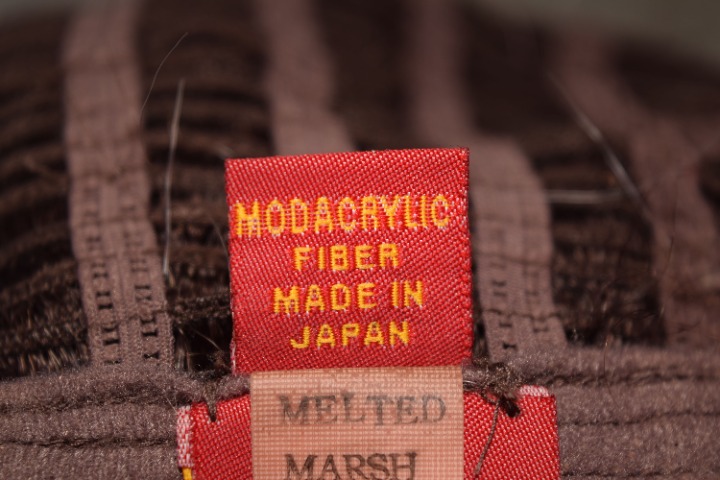 MODACRYLIC
FIBER
MADE IN
JAPAN
MELTED
MARSH